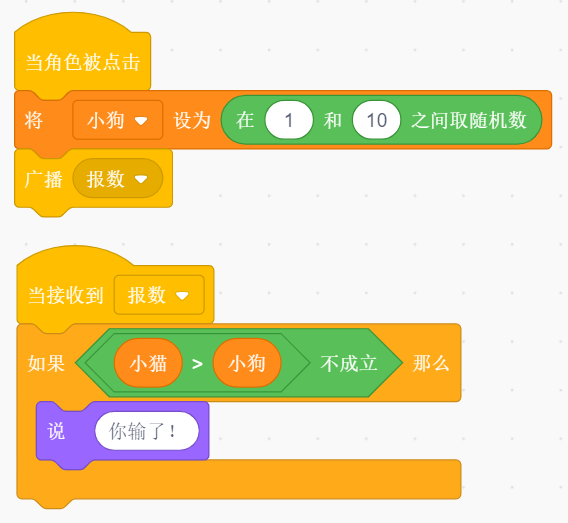 当角色被点击
将 小狗 设为 在 1 和 10 之间取随机数
广播 报数
当接收到 报数
如果 小猫 > 小狗 不成立 那么
说 你输了!